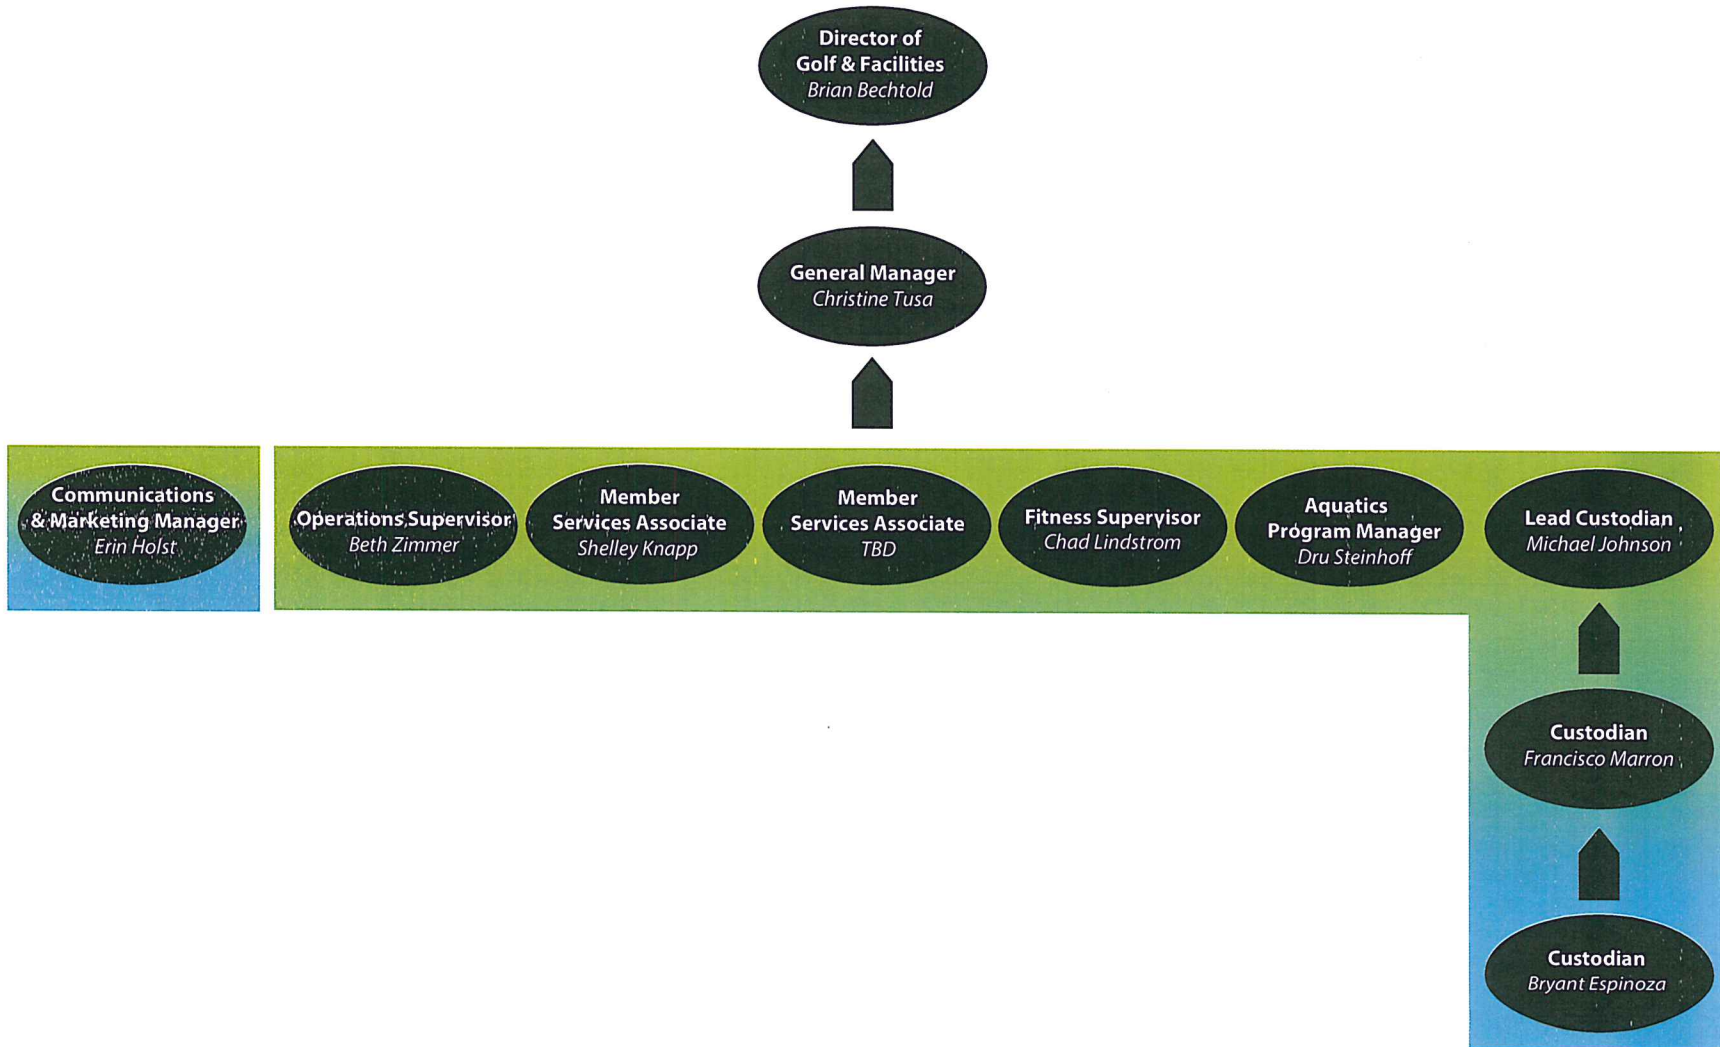 Director of
Golf & Facilities
Brian Bechtold
General Manager
Christine Tusa
Communications
& Marketing Manager
Erin Holst
Operations Supervisor
Beth Zimmer
Member
Services Associate
Shelley Knapp
Member
Services Associate
TBD
Fitness Supervisor
Chad Lindstrom
Aquatics
Program Manager
Dru Steinhoff
Lead Custodian
Michael Johnson
Custodian
Francisco Marron
Custodian
Bryant Espinoza